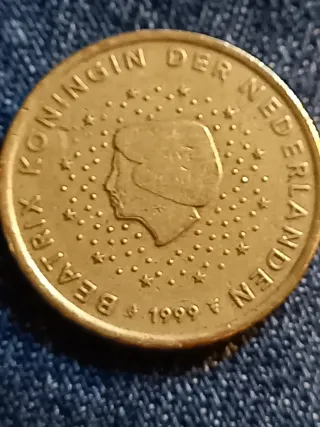 BEATRIX KONINGIN DER NEDERLANDEN
1999